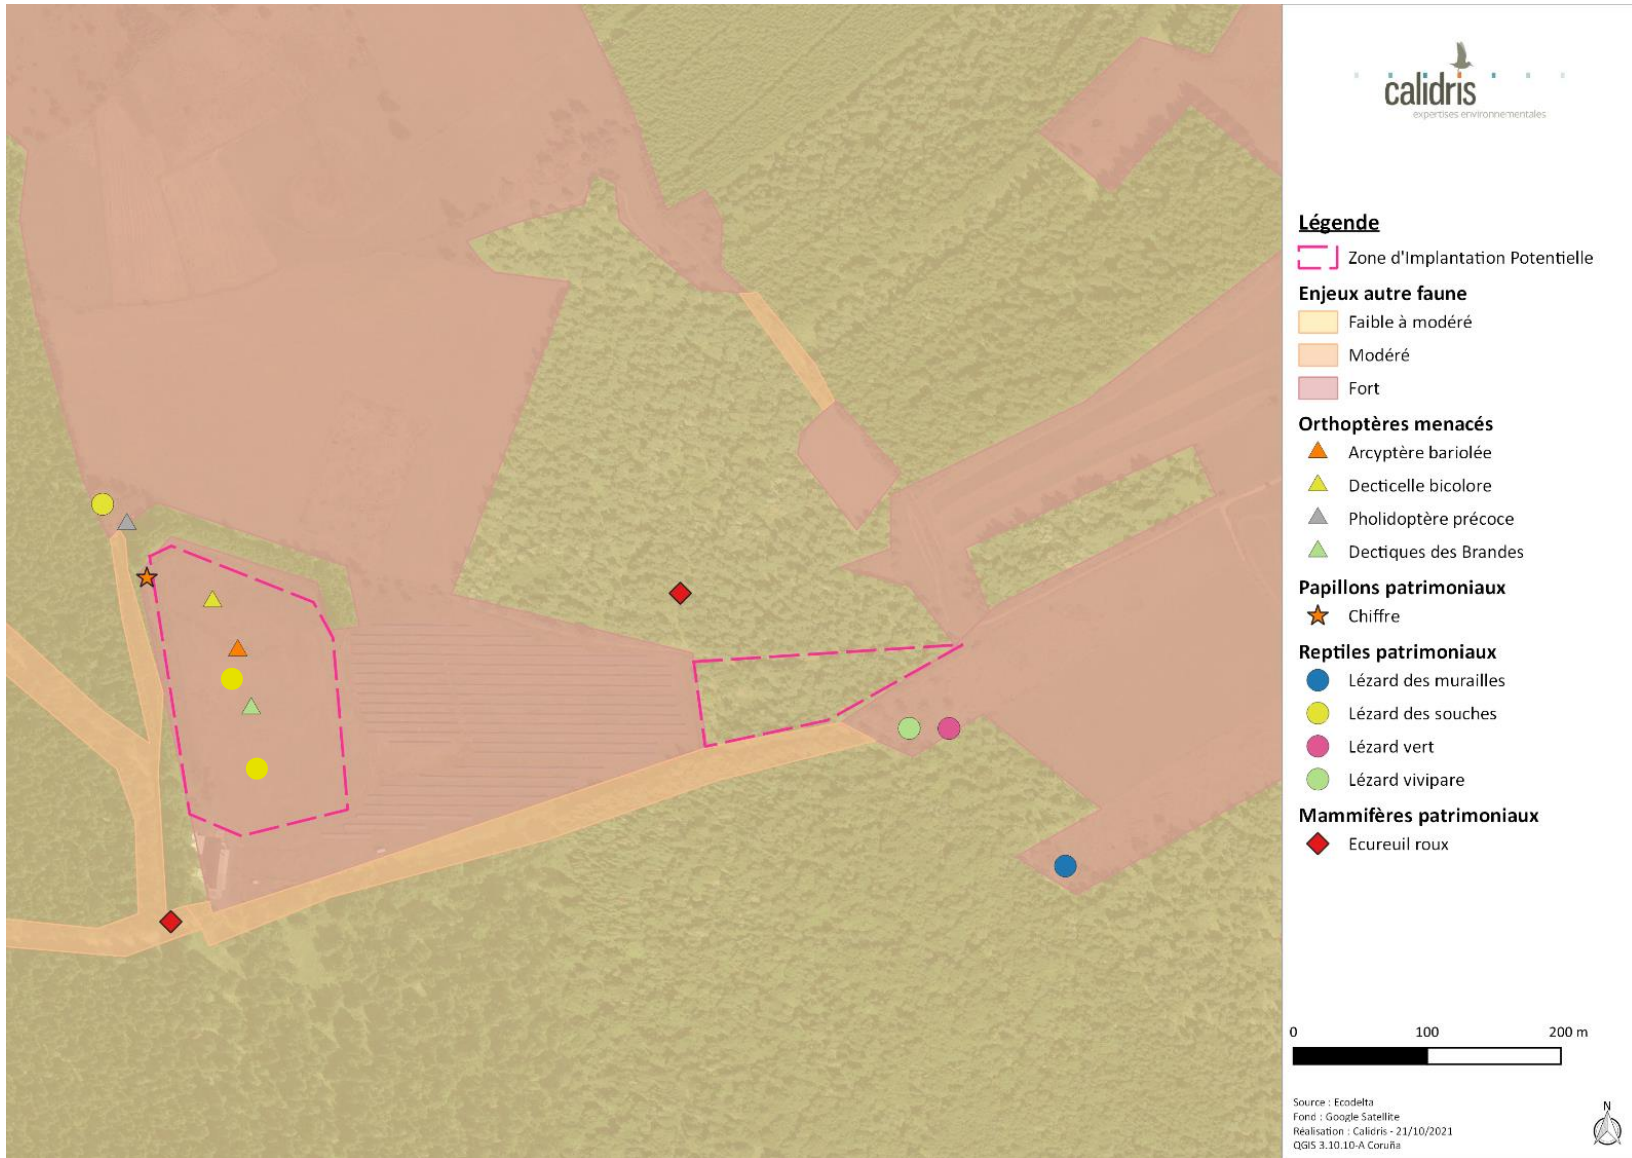 calidris
expertises environnementales
Légende
Zone d'Implantation Potentielle
Enjeux autre faune
Faible à modéré
Modéré
Fort
Orthoptères menacés
Arcyptère bariolée
Decticelle bicolore
Pholidoptère précoce
Dectiques des Brandes
Papillons patrimoniaux
Chiffre
Reptiles patrimoniaux
Lézard des murailles
Lézard des souches
Lézard vert
Lézard vivipare
Mammifères patrimoniaux
Ecureuil roux
0 100 200 m
Source : Ecodelta
Fond : Google Satellite
Réalisation : Calidris - 21/10/2021
QGIS 3.10.10-A Coruña
N